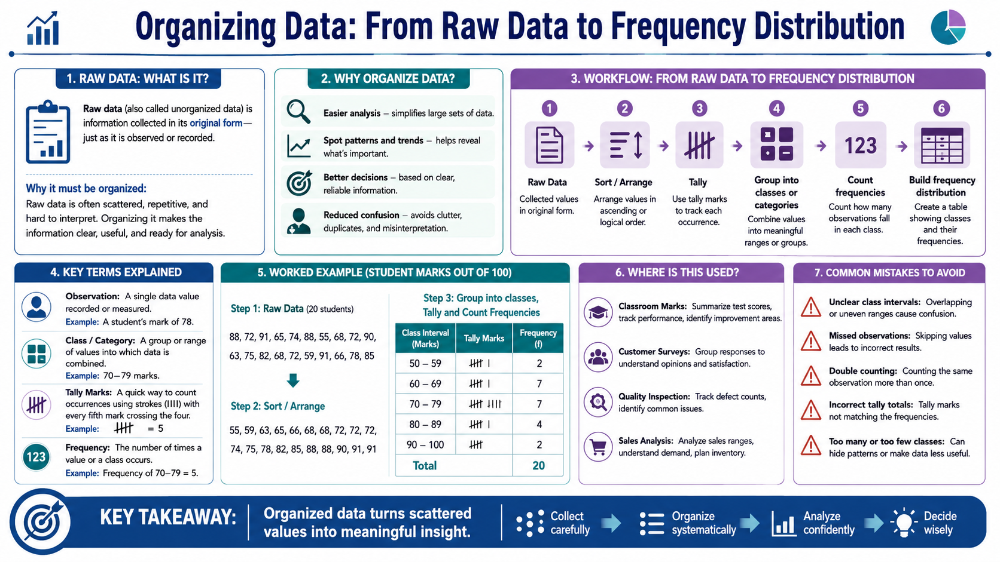 Organizing Data: From Raw Data to Frequency Distribution
1. RAW DATA: WHAT IS IT?
Raw data (also called unorganized data) is
information collected in its original form—
just as it is observed or recorded.
Why it must be organized:
Raw data is often scattered, repetitive, and
hard to interpret. Organizing it makes the
information clear, useful, and ready for analysis.
2. WHY ORGANIZE DATA?
Easier analysis – simplifies large sets of data.
Spot patterns and trends – helps reveal
what's important.
Better decisions – based on clear,
reliable information.
Reduced confusion – avoids clutter,
duplicates, and misinterpretation.
3. WORKFLOW: FROM RAW DATA TO FREQUENCY DISTRIBUTION
1
Raw Data
Collected values
in original form.
2
Sort / Arrange
Arrange values in
ascending or
logical order.
3
Tally
Use tally marks
to track each
occurrence.
4
Group into
classes or
categories
Combine values
into meaningful
ranges or groups.
5
123
Count
frequencies
Count how many
observations fall
in each class.
6
Build frequency
distribution
Create a table
showing classes
and their
frequencies.
4. KEY TERMS EXPLAINED
Observation: A single data value
recorded or measured.
Example: A student's mark of 78.
Class / Category: A group or range
of values into which data is
combined.
Example: 70–79 marks.
Tally Marks: A quick way to count
occurrences using strokes (||||) with
every fifth mark crossing the four.
Example: = 5
123
Frequency: The number of times a
value or a class occurs.
Example: Frequency of 70–79 = 5.
5. WORKED EXAMPLE (STUDENT MARKS OUT OF 100)
Step 1: Raw Data (20 students)
88, 72, 91, 65, 74, 88, 55, 68, 72, 90,
63, 75, 82, 68, 72, 59, 91, 66, 78, 85
Step 2: Sort / Arrange
55, 59, 63, 65, 66, 68, 68, 72, 72, 72,
74, 75, 78, 82, 85, 88, 88, 90, 91, 91
Step 3: Group into classes,
Tally and Count Frequencies
Class Interval (Marks) Tally Marks Frequency (f)
50 – 59 2
60 – 69 7
70 – 79 7
80 – 89 4
90 – 100 2
Total 20
6. WHERE IS THIS USED?
Classroom Marks: Summarize test scores,
track performance, identify improvement areas.
Customer Surveys: Group responses to
understand opinions and satisfaction.
Quality Inspection: Track defect counts,
identify common issues.
Sales Analysis: Analyze sales ranges,
understand demand, plan inventory.
7. COMMON MISTAKES TO AVOID
Unclear class intervals: Overlapping
or uneven ranges cause confusion.
Missed observations: Skipping values
leads to incorrect results.
Double counting: Counting the same
observation more than once.
Incorrect tally totals: Tally marks
not matching the frequencies.
Too many or too few classes: Can
hide patterns or make data less useful.
KEY TAKEAWAY:
Organized data turns scattered
values into meaningful insight.
Collect
carefully
Organize
systematically
Analyze
confidently
Decide
wisely